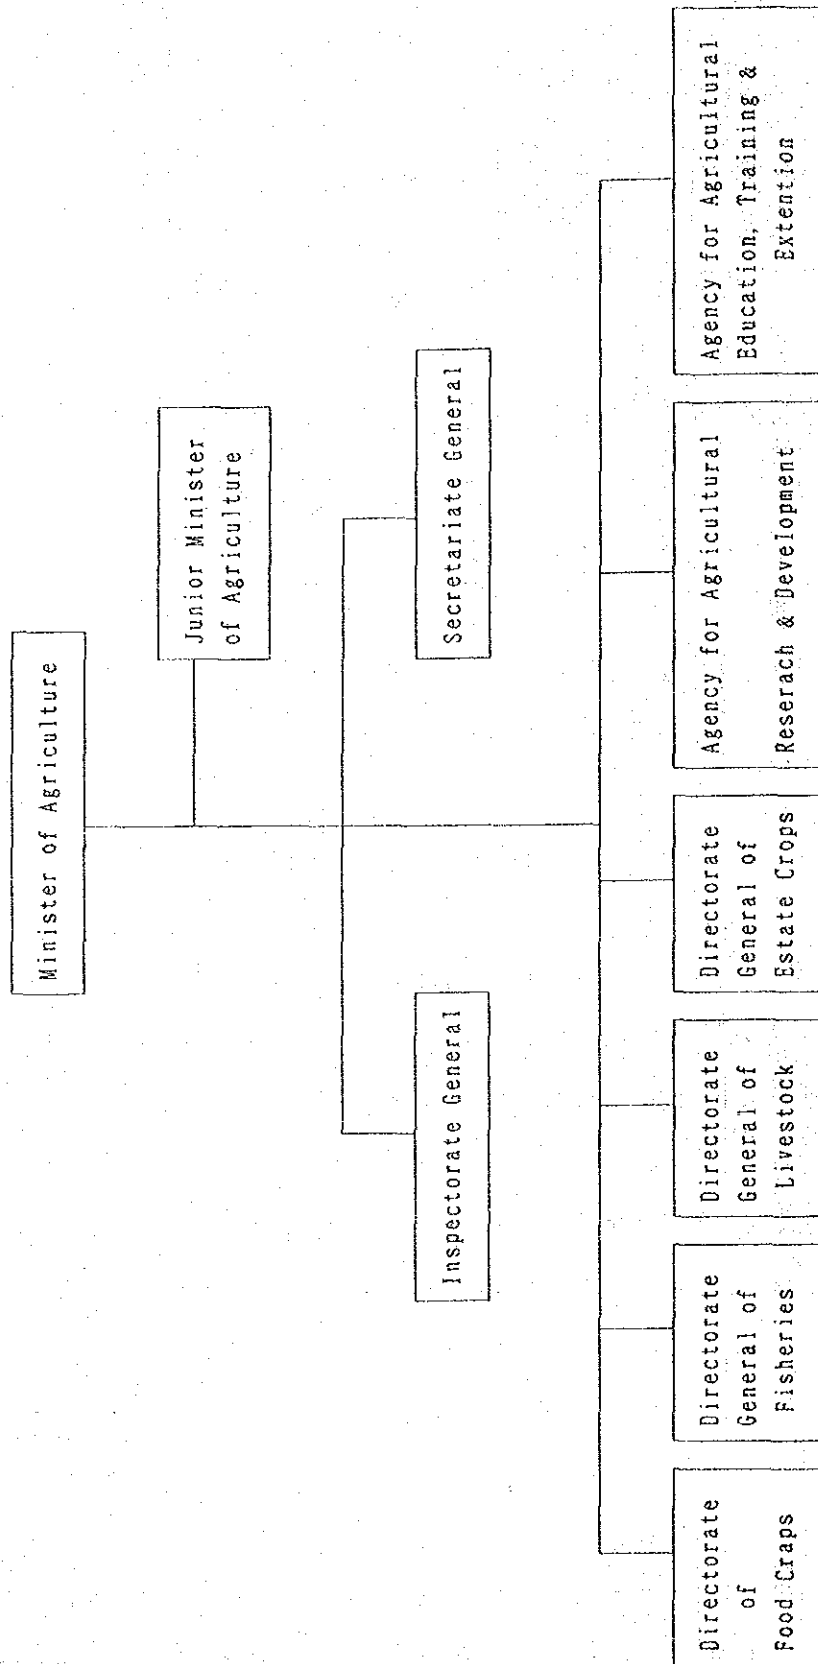 Minister of Agriculture
Junior Minister
of Agriculture
Inspectorate General
Secretariate General
Directorate
of
Food Craps
Directorate
General of
Fisheries
Directorate
General of
Livestock
Directorate
General of
Estate Crops
Agency for Agricultural
Reserach & Development
Agency for Agricultural
Education, Training &
Extention